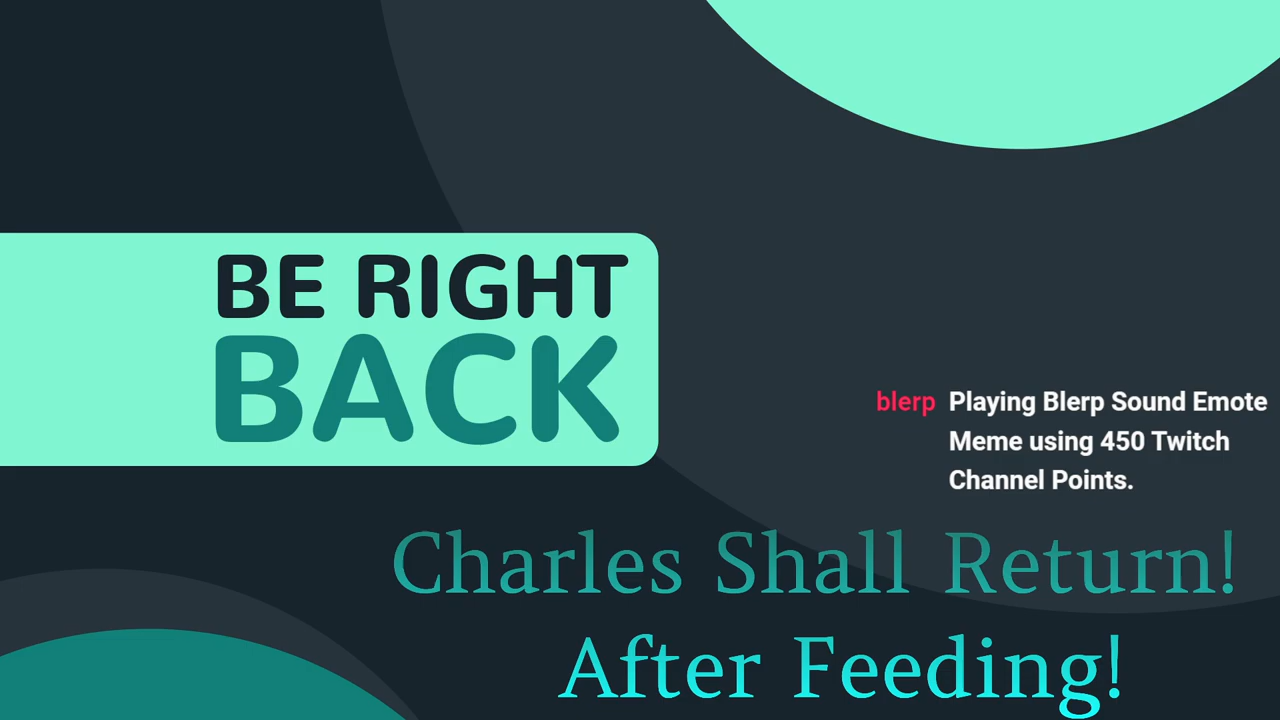 BE RIGHT
BACK
blerp Playing Blerp Sound Emote
Meme using 450 Twitch
Channel Points.
Charles Shall Return!
After Feeding!